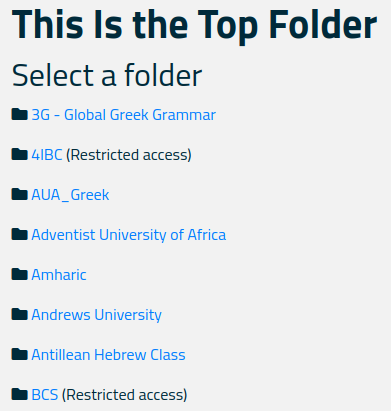 This Is the Top Folder
Select a folder
3G - Global Greek Grammar
4IBC (Restricted access)
AUA_Greek
Adventist University of Africa
Amharic
Andrews University
Antillean Hebrew Class
BCS (Restricted access)